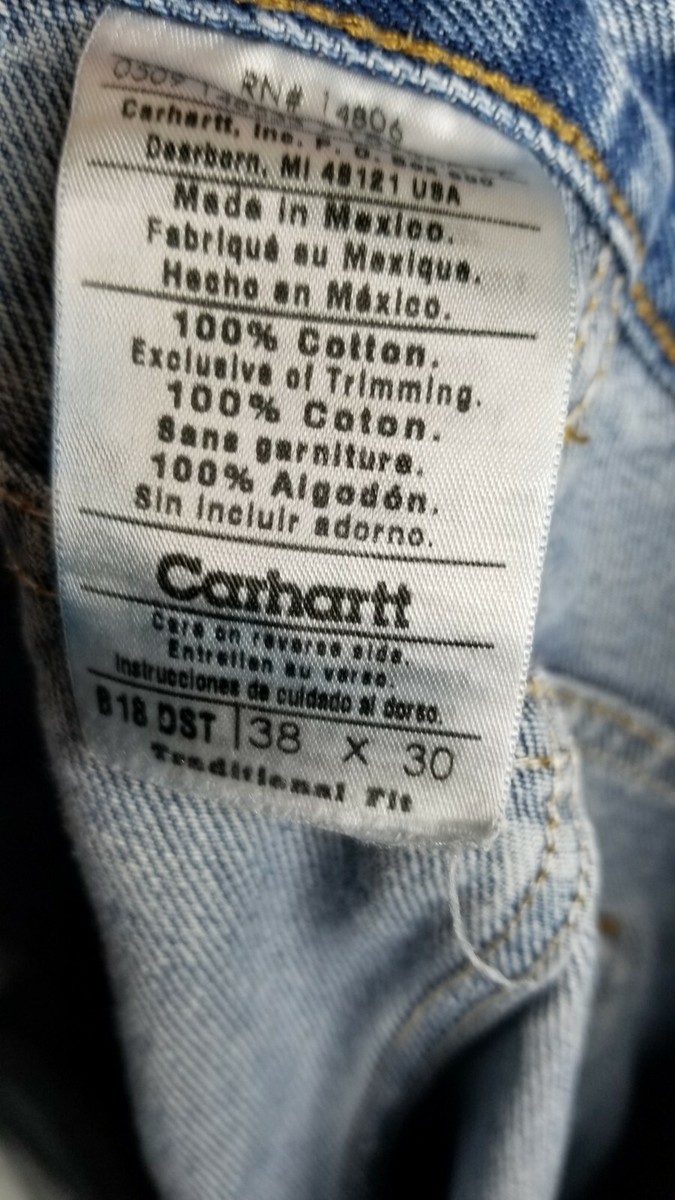 RN# 14806
Carhartt, Inc. P. O. Box
Dearborn, MI 48121 USA
Made in Mexico.
Fabriqué au Mexique.
Hecho en México.
100% Cotton.
Exclusive of Trimming.
100% Coton.
Sans garniture.
100% Algodón.
Sin incluir adorno.
Carhartt
Care on reverse side.
Entretien au verso.
Instrucciones de cuidado al dorso.
B18 DST 38 X 30
Traditional Fit